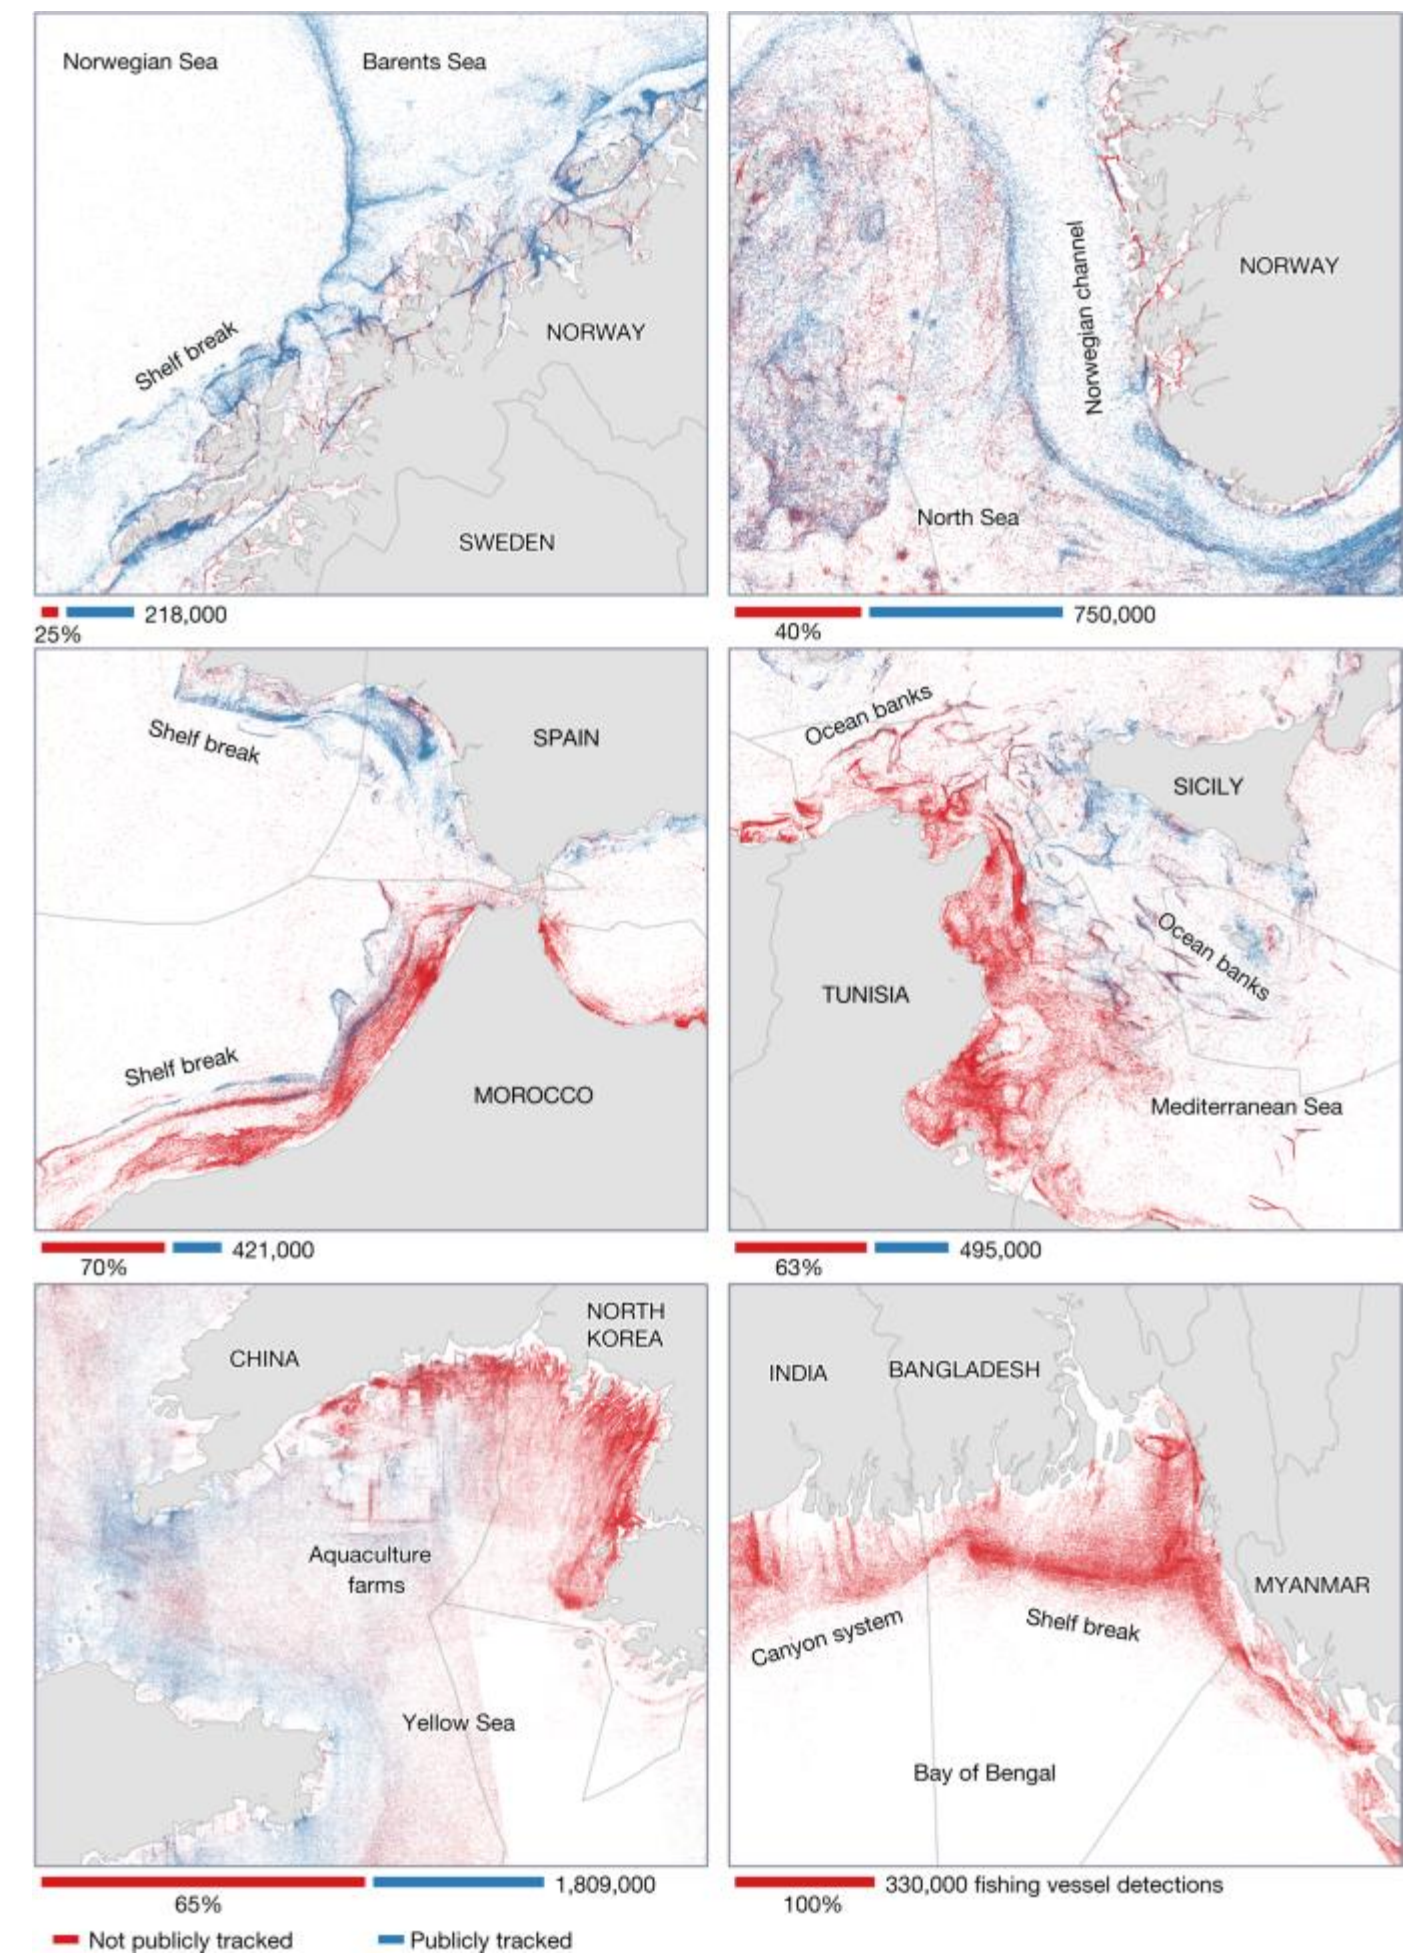 Norwegian Sea
Barents Sea
Shelf break
NORWAY
SWEDEN
218,000
25%
Norwegian channel
NORWAY
North Sea
750,000
40%
Shelf break
SPAIN
Shelf break
MOROCCO
421,000
70%
Ocean banks
SICILY
Ocean banks
TUNISIA
Mediterranean Sea
495,000
63%
NORTH
KOREA
CHINA
Aquaculture
farms
Yellow Sea
1,809,000
65%
INDIA
BANGLADESH
MYANMAR
Canyon system
Shelf break
Bay of Bengal
330,000 fishing vessel detections
100%
Not publicly tracked
Publicly tracked